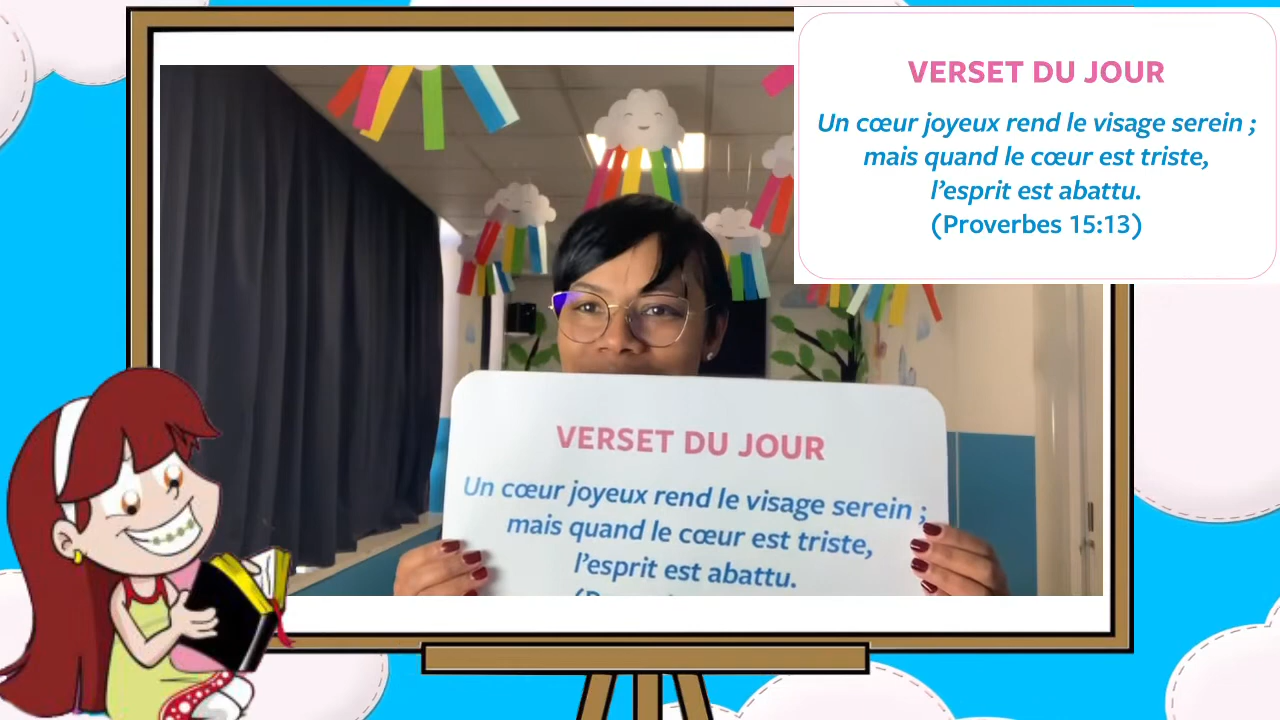 VERSET DU JOUR
Un cœur joyeux rend le visage serein ;
mais quand le cœur est triste,
l’esprit est abattu.
(Proverbes 15:13)
VERSET DU JOUR
Un cœur joyeux rend le visage serein ;
mais quand le cœur est triste,
l’esprit est abattu.